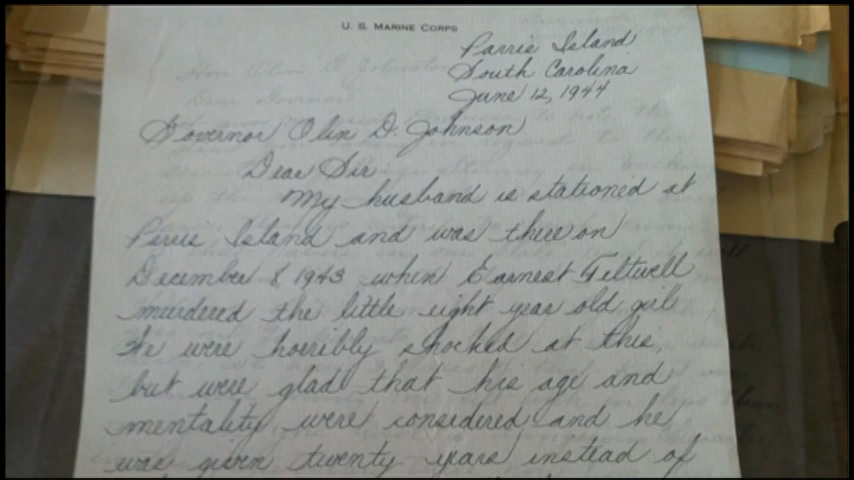 U. S. MARINE CORPS
Parris Island
South Carolina
June 12, 1944
Governor Olin D. Johnson
Dear Sir
My husband is stationed at
Parris Island and was there on
December 8, 1943 when Earnest Feltwell
murdered the little eight year old girl
We were horribly shocked at this,
but were glad that his age and
mentality were considered and he
was given twenty years instead of